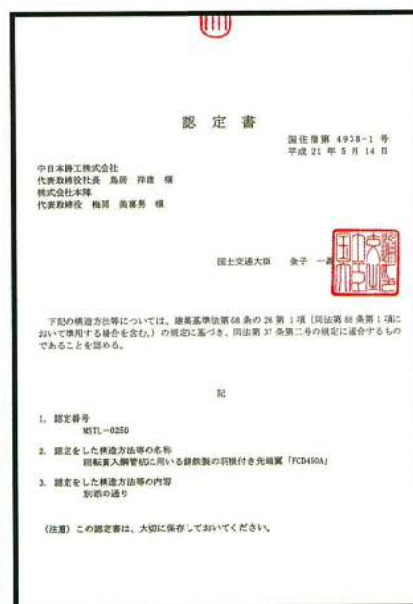 認定書
国住指第 4938-1 号
平成 21 年 5 月 14 日
中日本鋳工株式会社
代表取締役社長 鳥居 祥雄 様
株式会社本陣
代表取締役 梅岡 美喜男 様
国土交通大臣 金子 一義
下記の構造方法等については、建築基準法第 68 条の 26 第 1 項（同法第 88 条第 1 項に
おいて準用する場合を含む。）の規定に基づき、同法第 37 条第二号の規定に適合するもの
であることを認める。
記
1. 認定番号
MSTL-0250
2. 認定をした構造方法等の名称
回転貫入鋼管杭に用いる鋳鉄製の羽根付き先端翼「FCD450A」
3. 認定をした構造方法等の内容
別添の通り
（注意）この認定書は、大切に保存しておいてください。